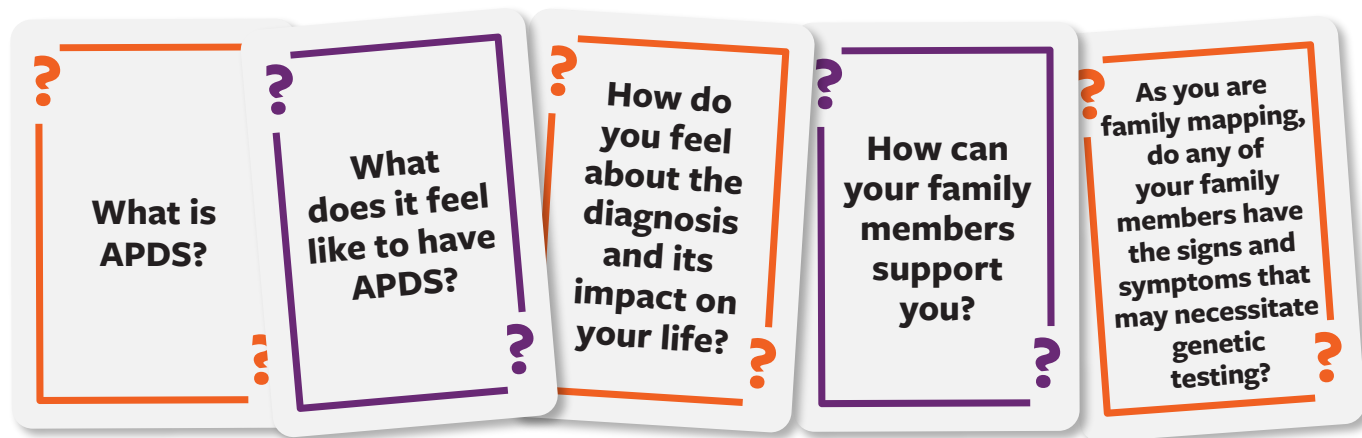 What is
APDS?
What
does it feel
like to have
APDS?
How do
you feel
about the
diagnosis
and its
impact on
your life?
How can
your family
members
support
you?
As you are
family mapping,
do any of
your family
members have
the signs and
symptoms that
may necessitate
genetic
testing?